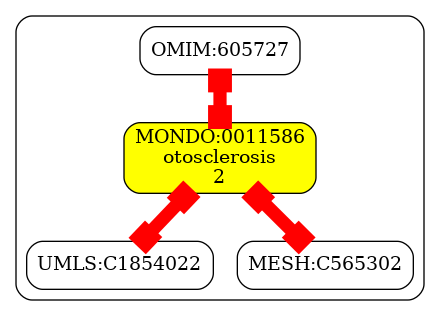 OMIM:605727
MONDO:0011586
otosclerosis
2
UMLS:C1854022
MESH:C565302